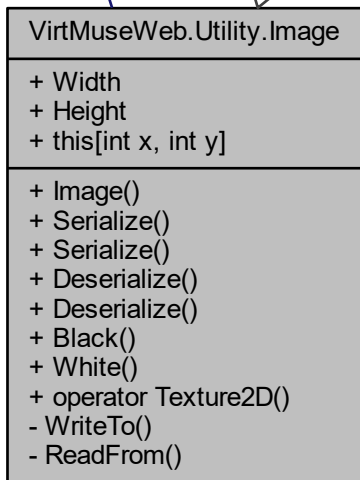 VirtMuseWeb.Utility.Image
+ Width
+ Height
+ this[int x, int y]
+ Image()
+ Serialize()
+ Serialize()
+ Deserialize()
+ Deserialize()
+ Black()
+ White()
+ operator Texture2D()
- WriteTo()
- ReadFrom()